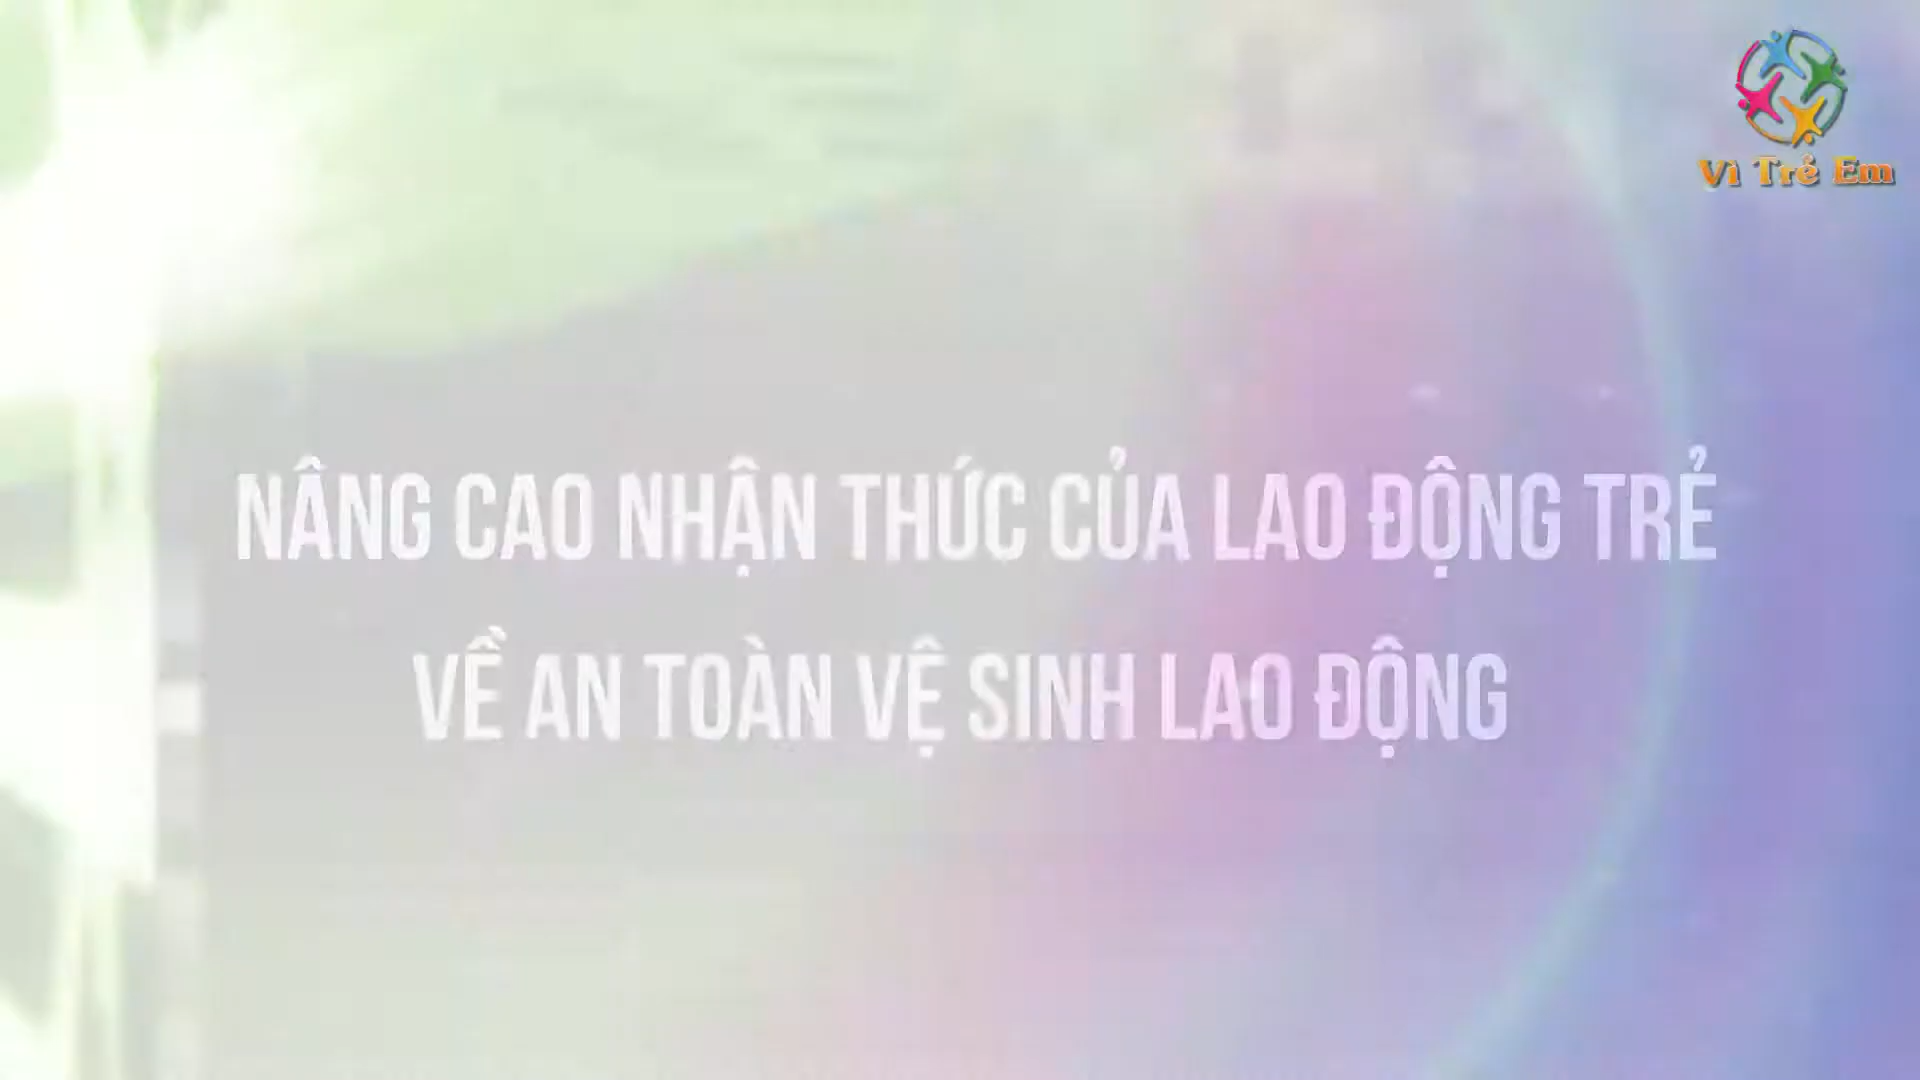 Vì Trẻ Em
NÂNG CAO NHẬN THỨC CỦA LAO ĐỘNG TRẺ
VỀ AN TOÀN VỆ SINH LAO ĐỘNG